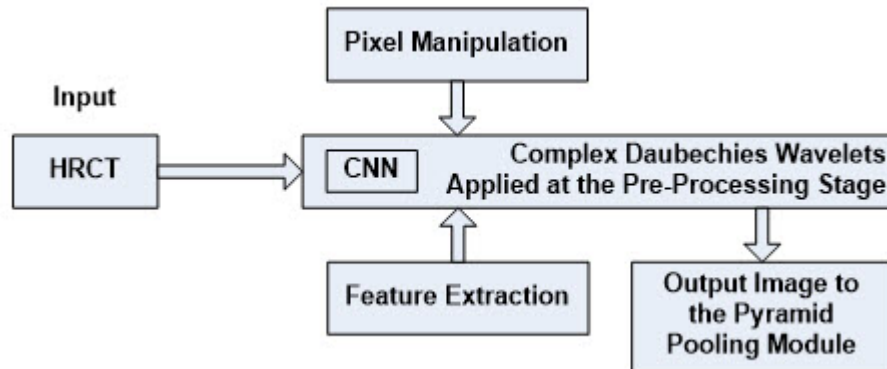 Pixel Manipulation
Input
HRCT
CNN
Complex Daubechies Wavelets
Applied at the Pre-Processing Stage
Feature Extraction
Output Image to
the Pyramid
Pooling Module